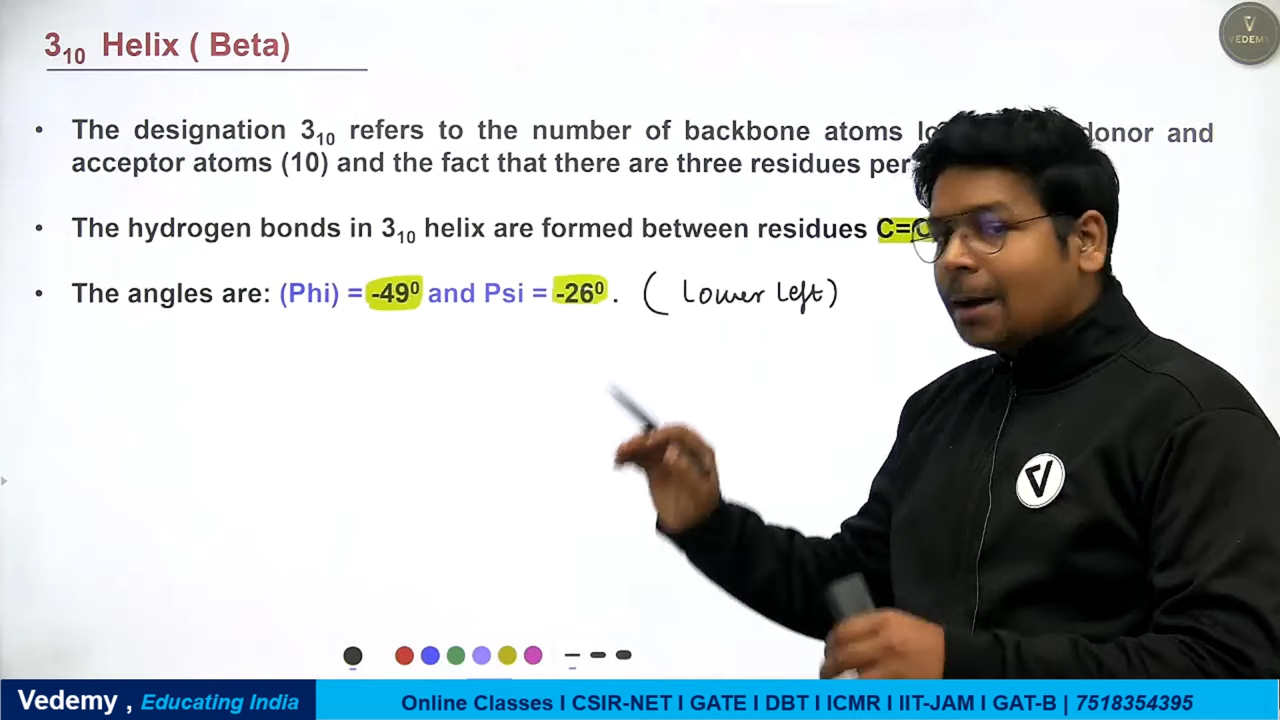 3₁₀ Helix ( Beta)
V
VEDEMY
• The designation 3₁₀ refers to the number of backbone atoms donor and
acceptor atoms (10) and the fact that there are three residues per
• The hydrogen bonds in 3₁₀ helix are formed between residues
• The angles are: (Phi) = -49⁰ and Psi = -26⁰ . ( Lower left)
V
Vedemy , Educating India
Online Classes I CSIR-NET I GATE I DBT I ICMR I IIT-JAM I GAT-B | 7518354395